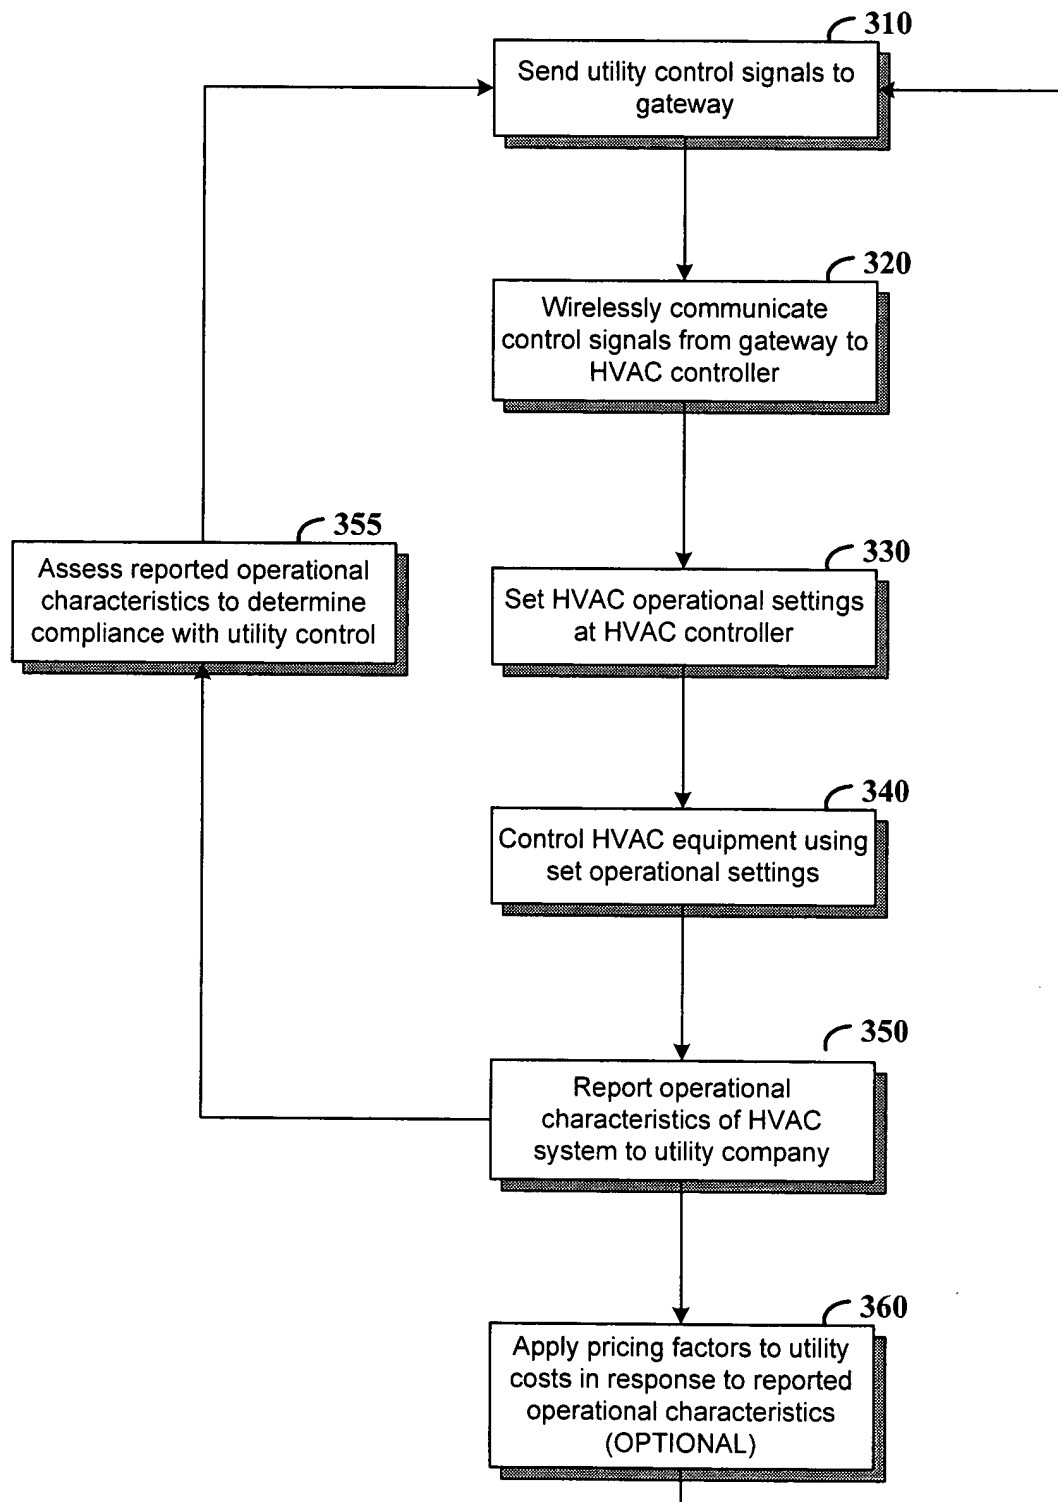 310
Send utility control signals to
gateway
320
Wirelessly communicate
control signals from gateway to
HVAC controller
355
Assess reported operational
characteristics to determine
compliance with utility control
330
Set HVAC operational settings
at HVAC controller
340
Control HVAC equipment using
set operational settings
350
Report operational
characteristics of HVAC
system to utility company
360
Apply pricing factors to utility
costs in response to reported
operational characteristics
(OPTIONAL)